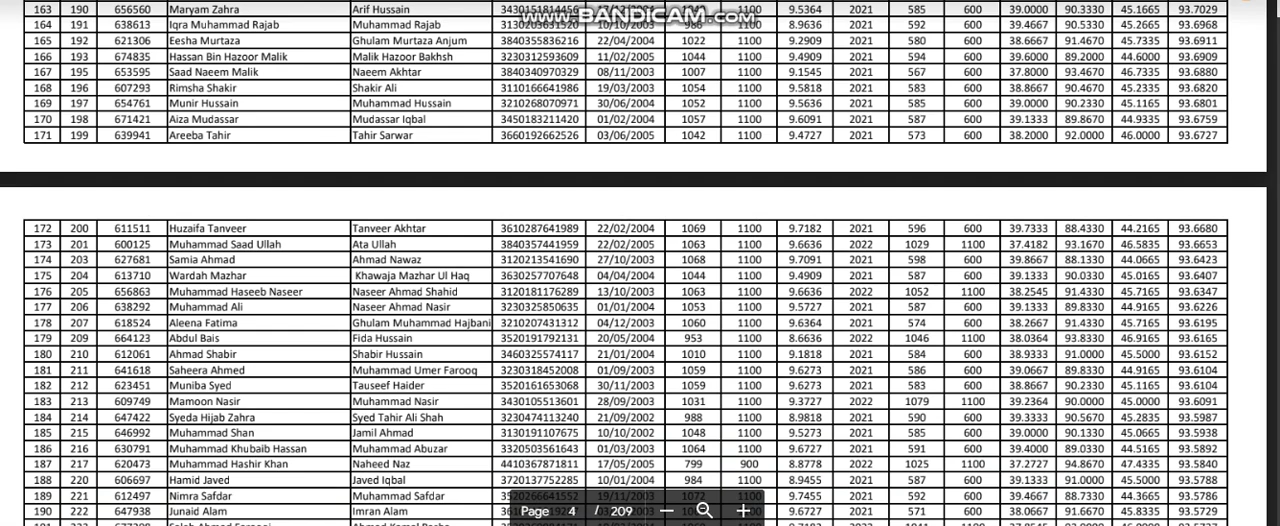 163 190 656560 Maryam Zahra Arif Hussain 1100 9.5364 2021 585 600 39.0000 90.3330 45.1665 93.7029
www.BANDICAM.com
164 191 638613 Iqra Muhammad Rajab Muhammad Rajab 986 1100 8.9636 2021 592 600 39.4667 90.5330 45.2665 93.6968
165 192 621306 Eesha Murtaza Ghulam Murtaza Anjum 3840355836216 22/04/2004 1022 1100 9.2909 2021 580 600 38.6667 91.4670 45.7335 93.6911
166 193 674835 Hassan Bin Hazoor Malik Malik Hazoor Bakhsh 3230312593609 11/02/2005 1044 1100 9.4909 2021 594 600 39.6000 89.2000 44.6000 93.6909
167 195 653595 Saad Naeem Malik Naeem Akhtar 3840340970329 08/11/2003 1007 1100 9.1545 2021 567 600 37.8000 93.4670 46.7335 93.6880
168 196 607293 Rimsha Shakir Shakir Ali 3110166641986 19/03/2003 1054 1100 9.5818 2021 583 600 38.8667 90.4670 45.2335 93.6820
169 197 654761 Munir Hussain Muhammad Hussain 3210268070971 30/06/2004 1052 1100 9.5636 2021 585 600 39.0000 90.2330 45.1165 93.6801
170 198 671421 Aiza Mudassar Mudassar Iqbal 3450183211420 01/02/2004 1057 1100 9.6091 2021 587 600 39.1333 89.8670 44.9335 93.6759
171 199 639941 Areeba Tahir Tahir Sarwar 3660192662526 03/06/2005 1042 1100 9.4727 2021 573 600 38.2000 92.0000 46.0000 93.6727
172 200 611511 Huzaifa Tanveer Tanveer Akhtar 3610287641989 22/02/2004 1069 1100 9.7182 2021 596 600 39.7333 88.4330 44.2165 93.6680
173 201 600125 Muhammad Saad Ullah Ata Ullah 3840357441959 22/02/2005 1063 1100 9.6636 2022 1029 1100 37.4182 93.1670 46.5835 93.6653
174 203 627681 Samia Ahmad Ahmad Nawaz 3120213541690 27/10/2003 1068 1100 9.7091 2021 598 600 39.8667 88.1330 44.0665 93.6423
175 204 613710 Wardah Mazhar Khawaja Mazhar Ul Haq 3630257707648 04/04/2004 1044 1100 9.4909 2021 587 600 39.1333 90.0330 45.0165 93.6407
176 205 656863 Muhammad Haseeb Naseer Naseer Ahmad Shahid 3120181176289 13/10/2003 1063 1100 9.6636 2022 1052 1100 38.2545 91.4330 45.7165 93.6347
177 206 638292 Muhammad Ali Naseer Ahmad Nasir 3230325850635 01/01/2004 1053 1100 9.5727 2021 587 600 39.1333 89.8330 44.9165 93.6226
178 207 618524 Aleena Fatima Ghulam Muhammad Hajbani 3210207431312 04/12/2003 1060 1100 9.6364 2021 574 600 38.2667 91.4330 45.7165 93.6195
179 209 664123 Abdul Bais Fida Hussain 3520191792131 20/05/2004 953 1100 8.6636 2022 1046 1100 38.0364 93.8330 46.9165 93.6165
180 210 612061 Ahmad Shabir Shabir Hussain 3460325574117 21/01/2004 1010 1100 9.1818 2021 584 600 38.9333 91.0000 45.5000 93.6152
181 211 641618 Saheera Ahmed Muhammad Umer Farooq 3230318452008 01/09/2003 1059 1100 9.6273 2021 586 600 39.0667 89.8330 44.9165 93.6104
182 212 623451 Muniba Syed Tauseef Haider 3520161653068 30/11/2003 1059 1100 9.6273 2021 583 600 38.8667 90.2330 45.1165 93.6104
183 213 609749 Mamoon Nasir Muhammad Nasir 3430105513601 28/09/2003 1031 1100 9.3727 2022 1079 1100 39.2364 90.0000 45.0000 93.6091
184 214 647422 Syeda Hijab Zahra Syed Tahir Ali Shah 3230474113240 21/09/2002 988 1100 8.9818 2021 590 600 39.3333 90.5670 45.2835 93.5987
185 215 646992 Muhammad Shan Jamil Ahmad 3130191107675 10/10/2002 1048 1100 9.5273 2021 585 600 39.0000 90.1330 45.0665 93.5938
186 216 630791 Muhammad Khubaib Hassan Muhammad Abuzar 3320503561643 01/03/2003 1064 1100 9.6727 2021 591 600 39.4000 89.0330 44.5165 93.5892
187 217 620473 Muhammad Hashir Khan Naheed Naz 4410367871811 17/05/2005 799 900 8.8778 2022 1025 1100 37.2727 94.8670 47.4335 93.5840
188 220 606697 Hamid Javed Javed Iqbal 3720137752285 10/01/2004 984 1100 8.9455 2021 587 600 39.1333 91.0000 45.5000 93.5788
189 221 612497 Nimra Safdar Muhammad Safdar 3520266641552 19/11/2003 1072 1100 9.7455 2021 592 600 39.4667 88.7330 44.3665 93.5786
190 222 647938 Junaid Alam Imran Alam 9.6727 2021 571 600 38.0667 91.6670 45.8335 93.5729
Page 4 / 209